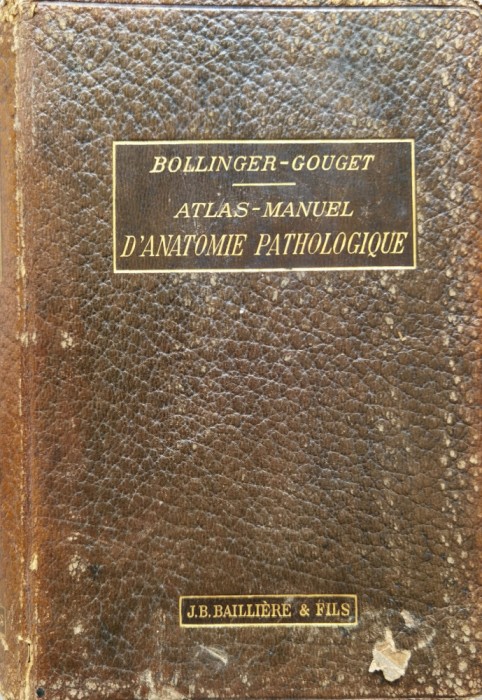 BOLLINGER-GOUGET
ATLAS-MANUEL
D'ANATOMIE PATHOLOGIQUE
J.B.BAILLIÈRE & FILS